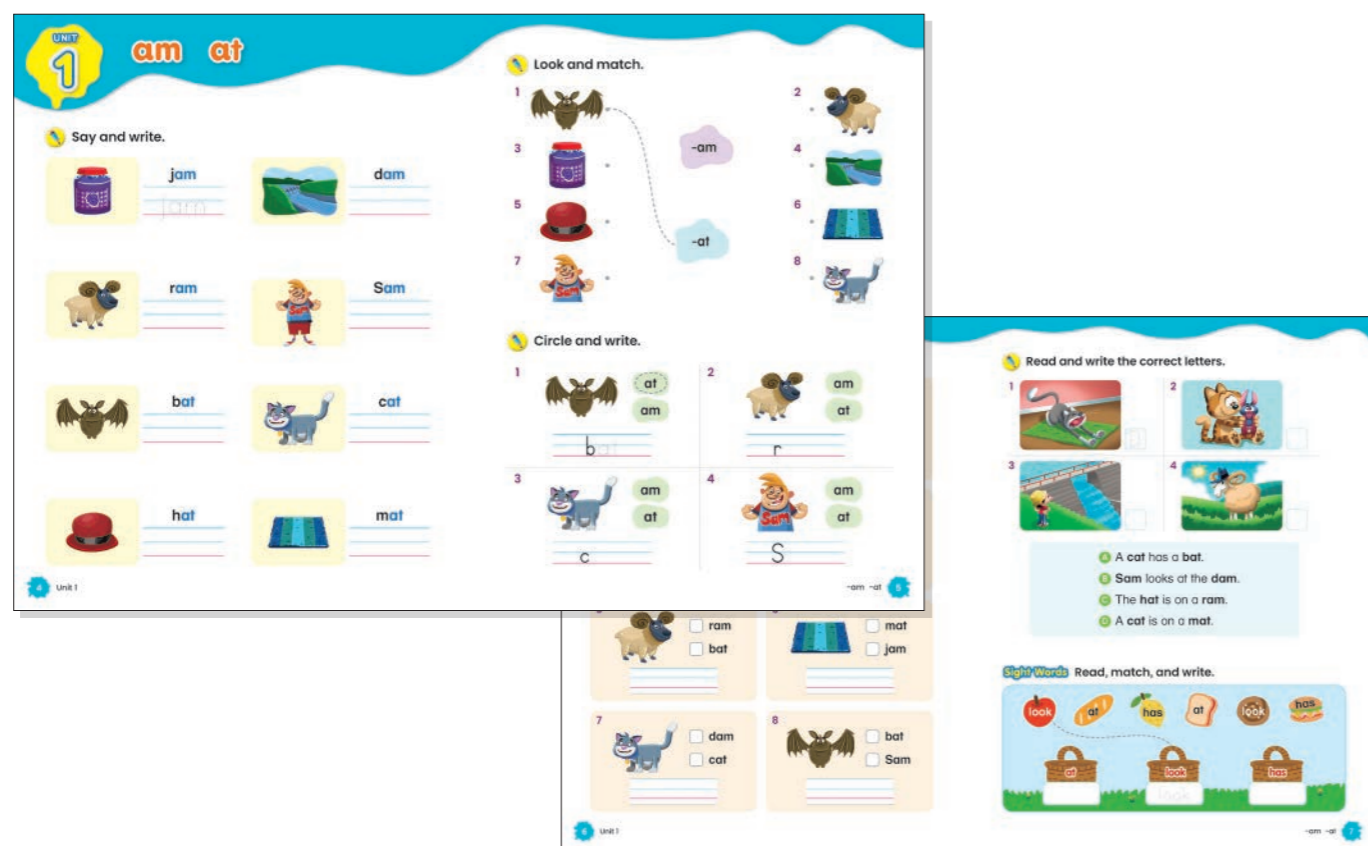 UNIT
1
am at
Say and write.
jam
jam
dam
ram
Sam
Sam
bat
cat
hat
mat
4 Unit 1
Look and match.
1
2
3
4
5
6
7
Sam
8
-am
-at
Circle and write.
1
at
am
bat
2
am
at
r
3
am
at
c
4
Sam
am
at
S
-am -at 5
ram
bat
mat
jam
7
dam
cat
8
bat
Sam
6 Unit 1
Read and write the correct letters.
1
2
3
4
A A cat has a bat.
B Sam looks at the dam.
C The hat is on a ram.
D A cat is on a mat.
Sight Words Read, match, and write.
look at has at look has
at look has
look
-am -at 7